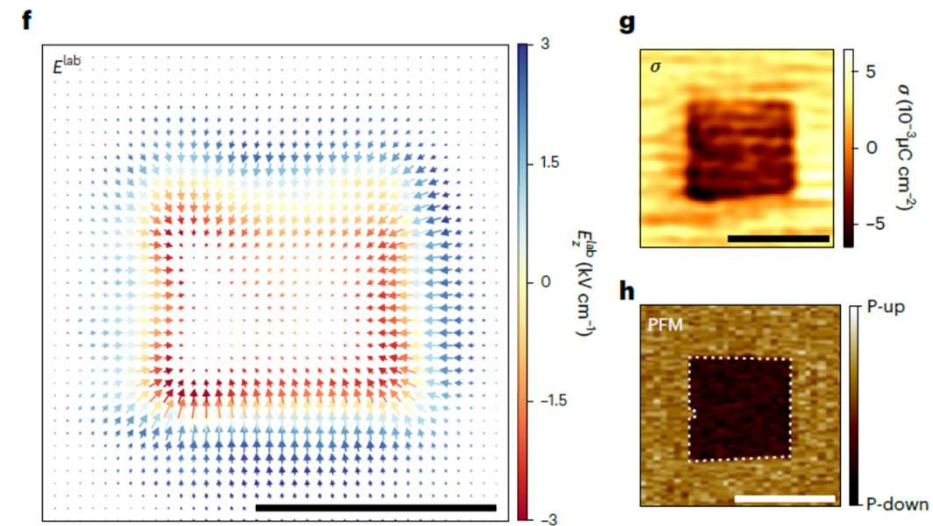 f
E^lab
3
1.5
0
−1.5
−3
E_z^lab (kV cm⁻¹)
g
σ
5
0
−5
σ (10⁻³ μC cm⁻²)
h
PFM
P-up
P-down